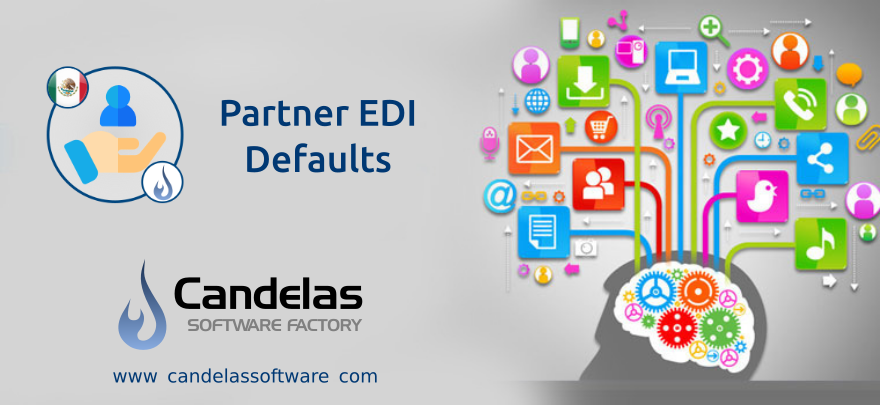 Partner EDI
Defaults
Candelas
SOFTWARE FACTORY
www candelassoftware com
@